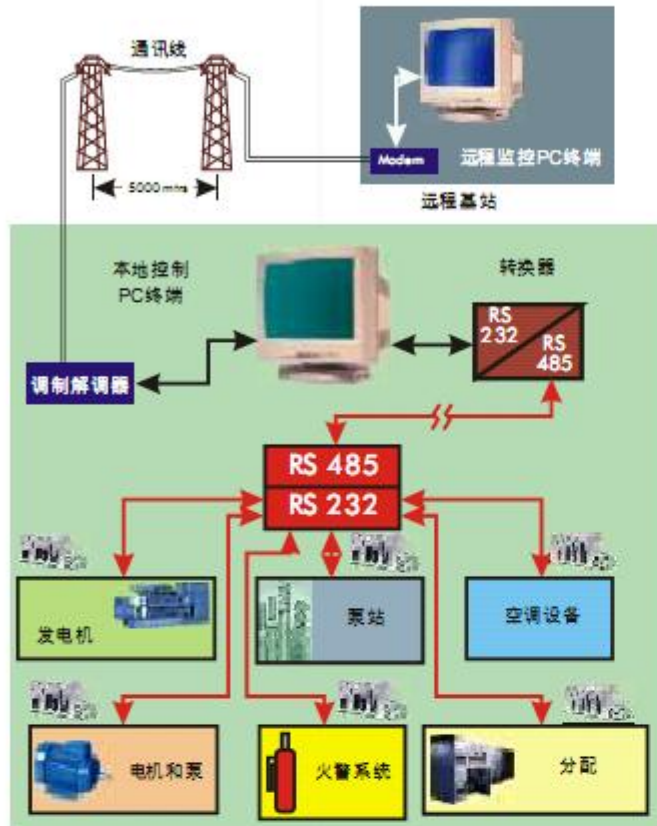 通讯线
5000 mtrs
Modem
远程监控PC终端
远程基站
本地控制
PC终端
转换器
RS
232
RS
485
调制解调器
RS 485
RS 232
发电机
泵站
空调设备
电机和泵
火警系统
分配